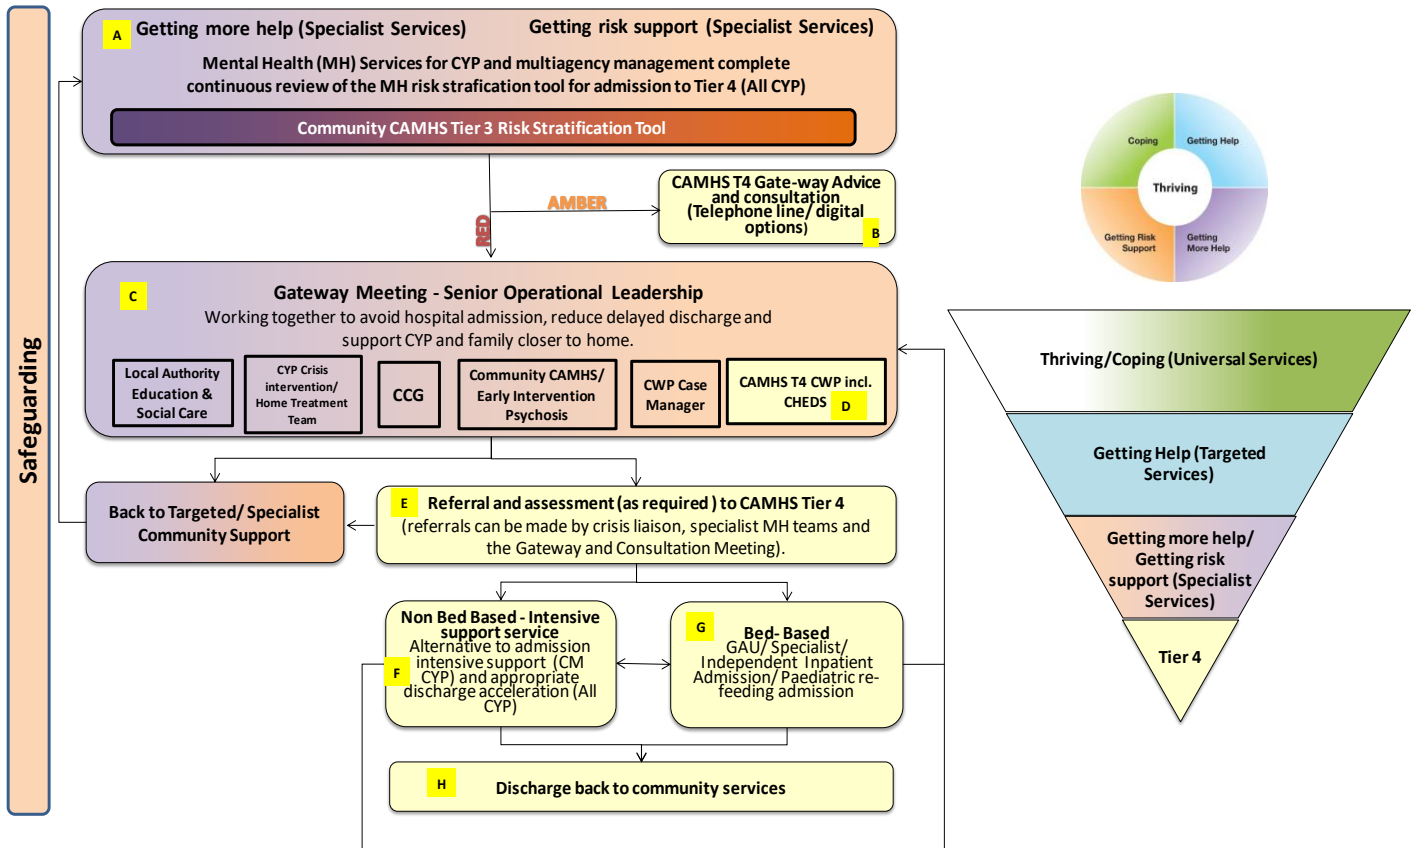 Safeguarding
A
Getting more help (Specialist Services)
Getting risk support (Specialist Services)
Mental Health (MH) Services for CYP and multiagency management complete
continuous review of the MH risk strafication tool for admission to Tier 4 (All CYP)
Community CAMHS Tier 3 Risk Stratification Tool
RED
AMBER
CAMHS T4 Gate-way Advice
and consultation
(Telephone line/ digital
options)
B
C
Gateway Meeting - Senior Operational Leadership
Working together to avoid hospital admission, reduce delayed discharge and
support CYP and family closer to home.
Local Authority
Education &
Social Care
CYP Crisis
intervention/
Home Treatment
Team
CCG
Community CAMHS/
Early Intervention
Psychosis
CWP Case
Manager
CAMHS T4 CWP incl.
CHEDS
D
Back to Targeted/ Specialist
Community Support
E
Referral and assessment (as required ) to CAMHS Tier 4
(referrals can be made by crisis liaison, specialist MH teams and
the Gateway and Consultation Meeting).
Non Bed Based - Intensive
support service
Alternative to admission
intensive support (CM
CYP) and appropriate
discharge acceleration (All
CYP)
F
G
Bed- Based
GAU/ Specialist/
Independent Inpatient
Admission/ Paediatric re-
feeding admission
H
Discharge back to community services
Coping
Getting Help
Thriving
Getting Risk
Support
Getting
More Help
Thriving/Coping (Universal Services)
Getting Help (Targeted
Services)
Getting more help/
Getting risk
support (Specialist
Services)
Tier 4